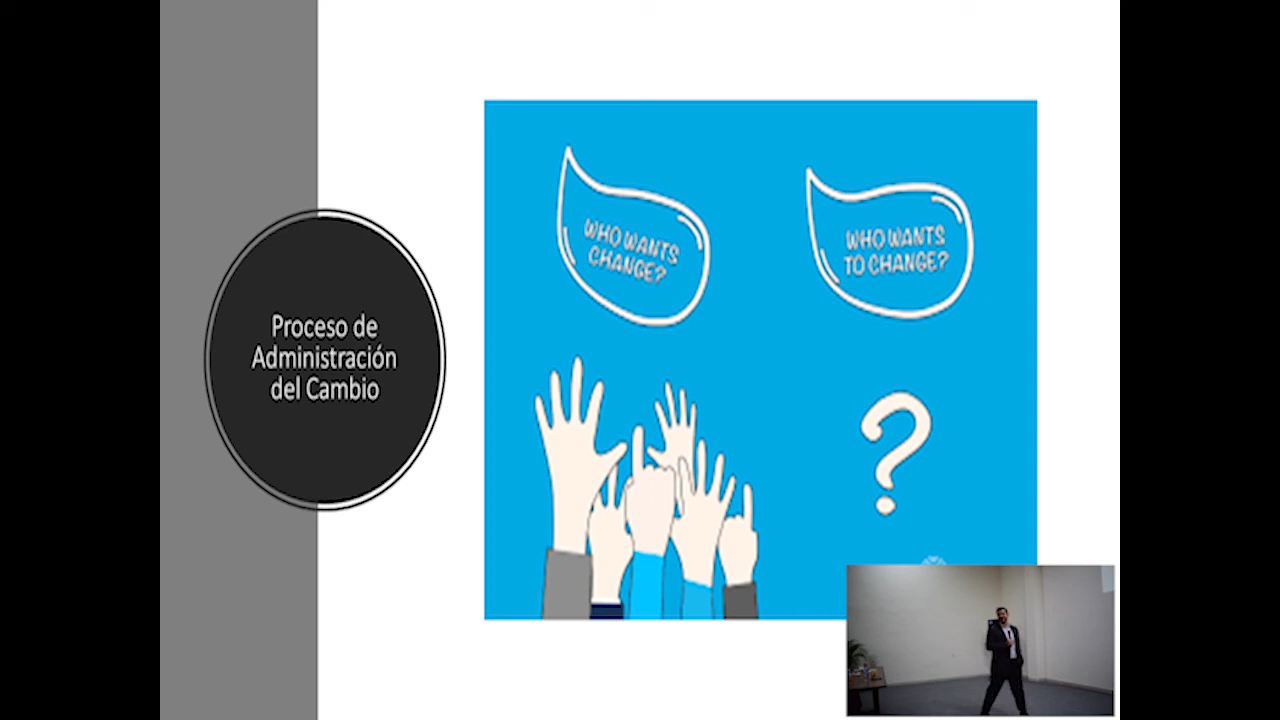 Proceso de
Administración
del Cambio
WHO WANTS
CHANGE?
WHO WANTS
TO CHANGE?
?